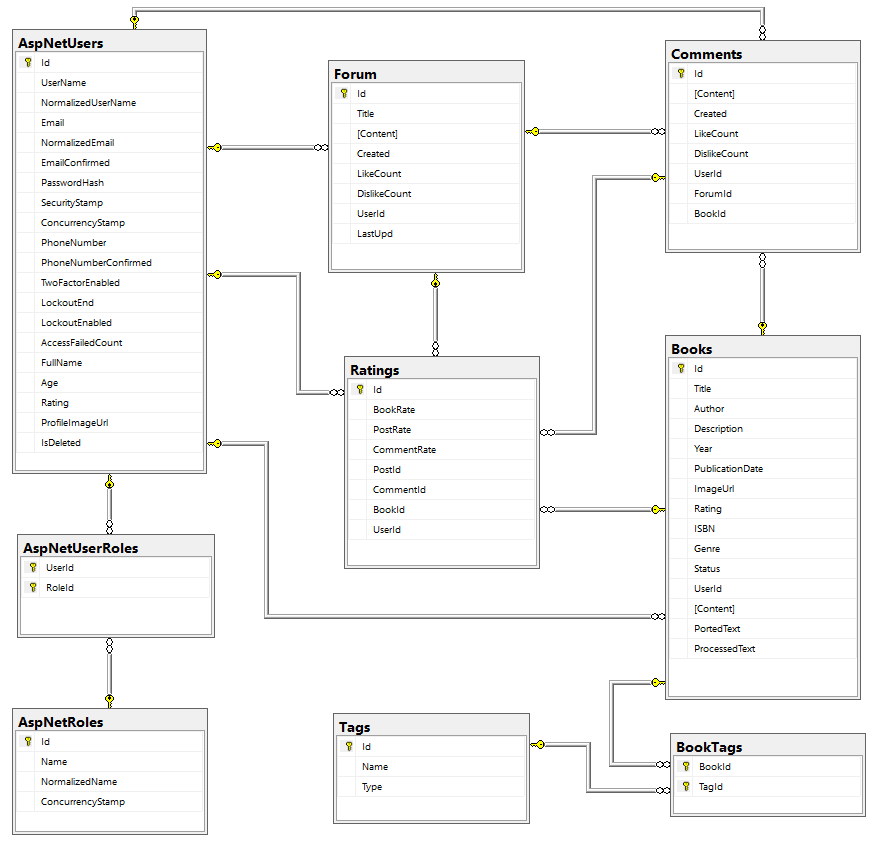 AspNetUsers
Id
UserName
NormalizedUserName
Email
NormalizedEmail
EmailConfirmed
PasswordHash
SecurityStamp
ConcurrencyStamp
PhoneNumber
PhoneNumberConfirmed
TwoFactorEnabled
LockoutEnd
LockoutEnabled
AccessFailedCount
FullName
Age
Rating
ProfileImageUrl
IsDeleted
Forum
Id
Title
[Content]
Created
LikeCount
DislikeCount
UserId
LastUpd
Comments
Id
[Content]
Created
LikeCount
DislikeCount
UserId
ForumId
BookId
Ratings
Id
BookRate
PostRate
CommentRate
PostId
CommentId
BookId
UserId
Books
Id
Title
Author
Description
Year
PublicationDate
ImageUrl
Rating
ISBN
Genre
Status
UserId
[Content]
PortedText
ProcessedText
AspNetUserRoles
UserId
RoleId
AspNetRoles
Id
Name
NormalizedName
ConcurrencyStamp
Tags
Id
Name
Type
BookTags
BookId
TagId